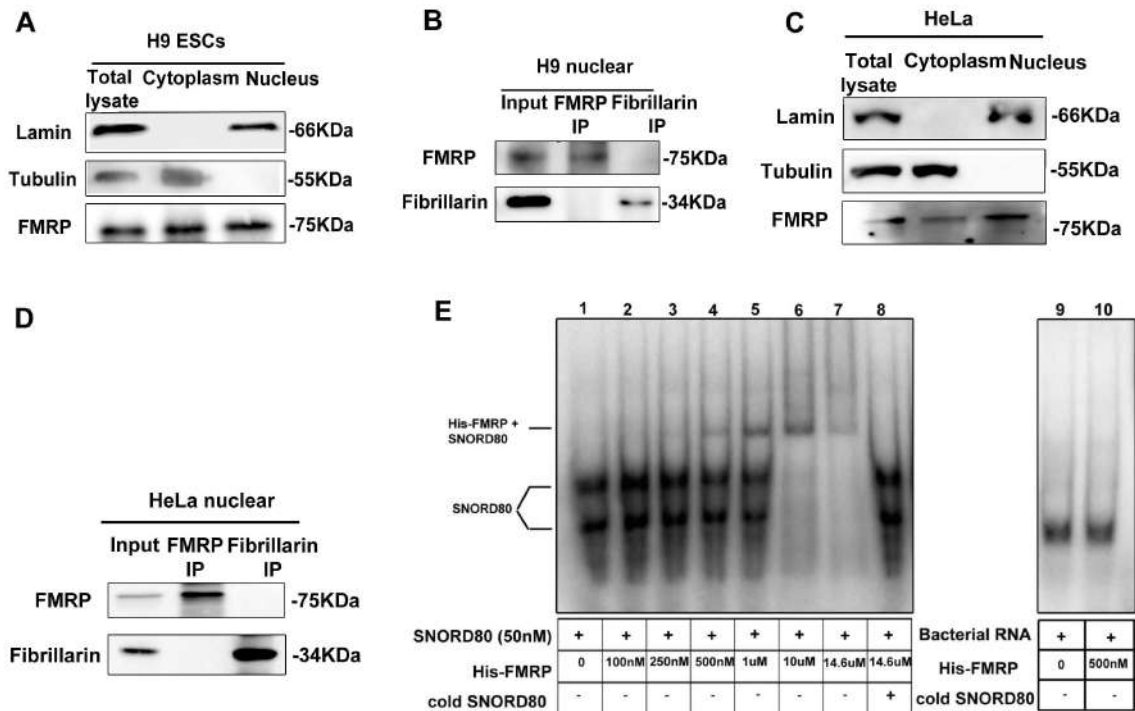 A
H9 ESCs
Total Cytoplasm Nucleus
lysate
Lamin -66KDa
Tubulin -55KDa
FMRP -75KDa
B
H9 nuclear
Input FMRP Fibrillarin
IP IP
FMRP -75KDa
Fibrillarin -34KDa
C
HeLa
Total Cytoplasm Nucleus
lysate
Lamin -66KDa
Tubulin -55KDa
FMRP -75KDa
D
HeLa nuclear
Input FMRP Fibrillarin
IP IP
FMRP -75KDa
Fibrillarin -34KDa
E
1 2 3 4 5 6 7 8 9 10
His-FMRP +
SNORD80
SNORD80
SNORD80 (50nM) + + + + + + + +
His-FMRP 0 100nM 250nM 500nM 1uM 10uM 14.6uM 14.6uM
cold SNORD80 - - - - - - - +
Bacterial RNA + +
His-FMRP 0 500nM
cold SNORD80 - -